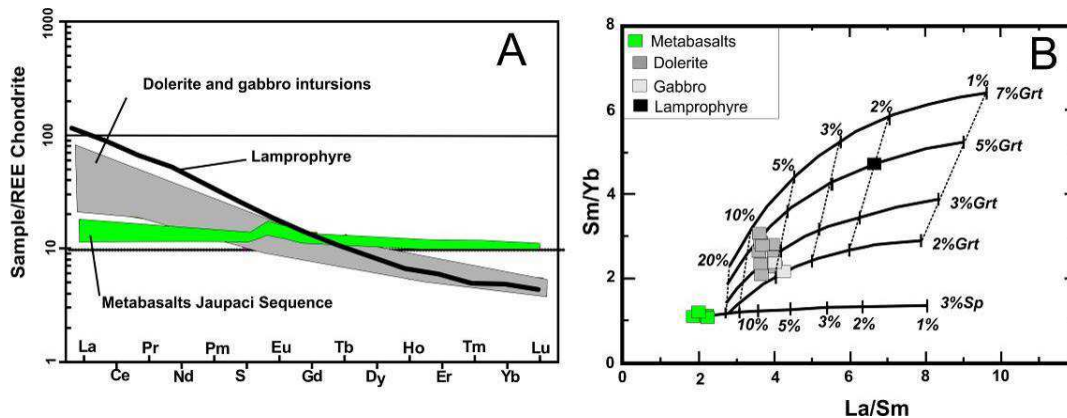 A
1000
100
10
1
Sample/REE Chondrite
Dolerite and gabbro intursions
Lamprophyre
Metabasalts Jaupaci Sequence
La Pr Pm Eu Tb Ho Tm Lu
Ce Nd S Gd Dy Er Yb
B
8
6
4
2
0
Sm/Yb
Metabasalts
Dolerite
Gabbro
Lamprophyre
1%
7%Grt
2%
3%
5%Grt
5%
3%Grt
10%
2%Grt
20%
3%Sp
10% 5% 3% 2% 1%
0 2 4 6 8 10
La/Sm